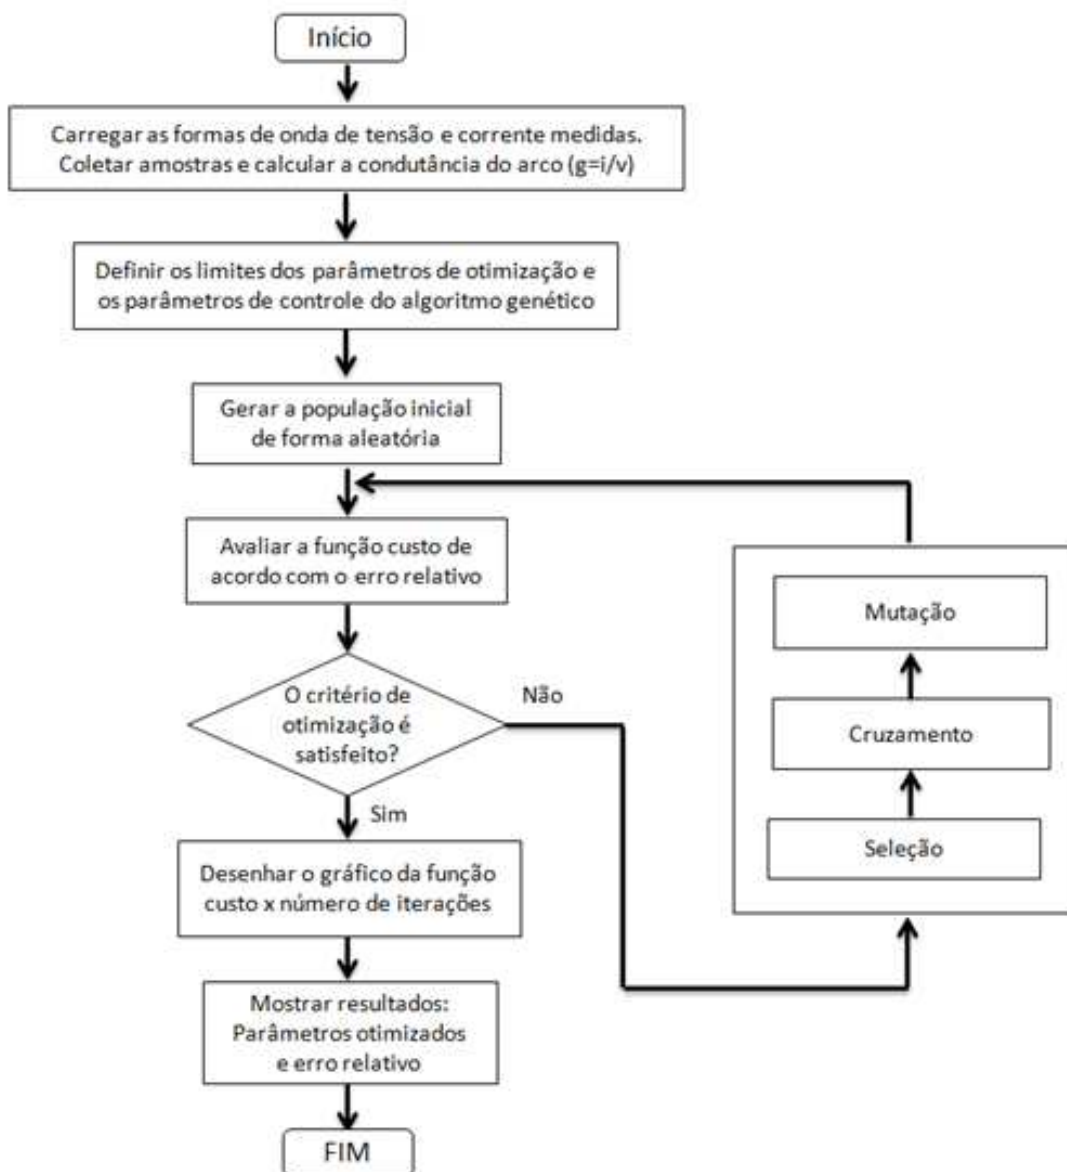 Início
Carregar as formas de onda de tensão e corrente medidas.
Coletar amostras e calcular a condutância do arco (g=i/v)
Definir os limites dos parâmetros de otimização e
os parâmetros de controle do algoritmo genético
Gerar a população inicial
de forma aleatória
Avaliar a função custo de
acordo com o erro relativo
O critério de
otimização é
satisfeito?
Não
Sim
Desenhar o gráfico da função
custo x número de iterações
Mostrar resultados:
Parâmetros otimizados
e erro relativo
FIM
Mutação
Cruzamento
Seleção